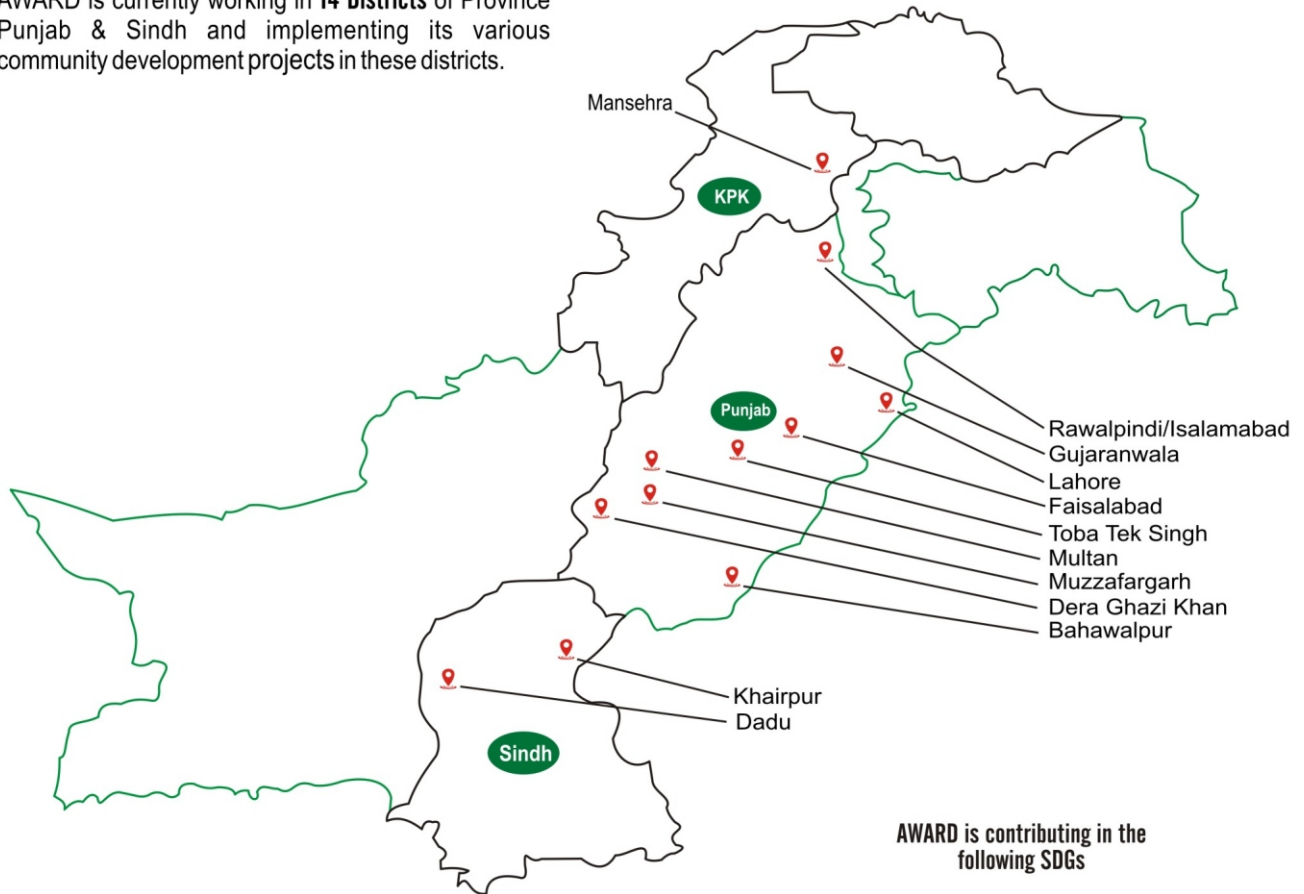 AWARD is currently working in 14 Districts of Province
Punjab & Sindh and implementing its various
community development projects in these districts.
Mansehra
KPK
Punjab
Rawalpindi/Isalamabad
Gujaranwala
Lahore
Faisalabad
Toba Tek Singh
Multan
Muzzafargarh
Dera Ghazi Khan
Bahawalpur
Khairpur
Dadu
Sindh
AWARD is contributing in the
following SDGs